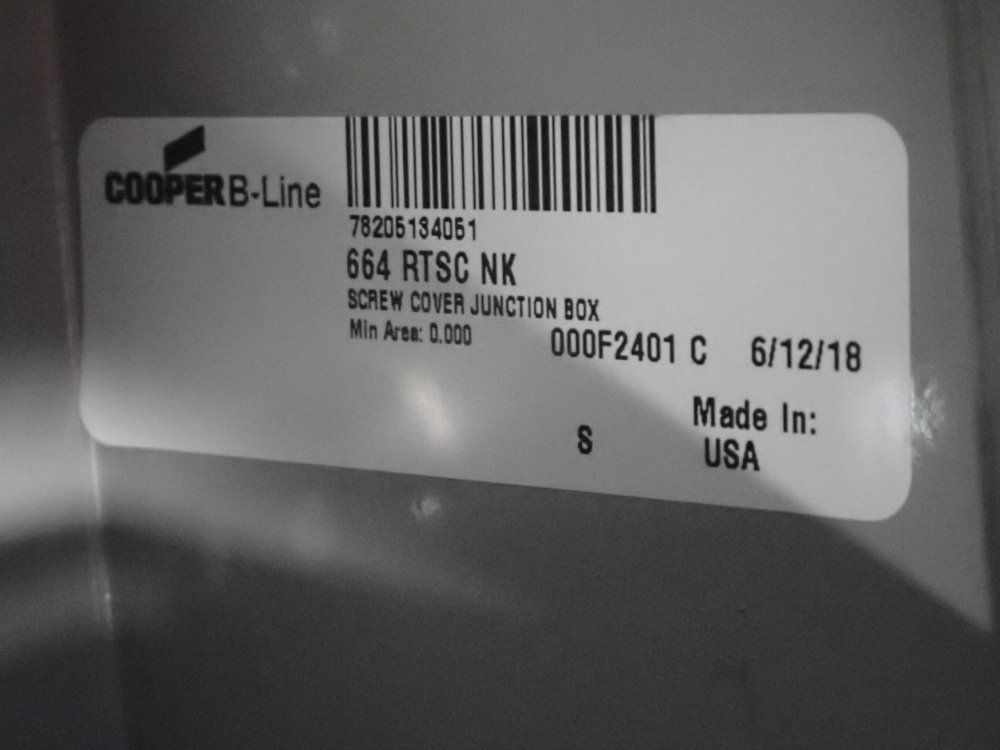 COOPER B-Line
78205134051
664 RTSC NK
SCREW COVER JUNCTION BOX
Min Area: 0.000
000F2401 C 6/12/18
S
Made In:
USA